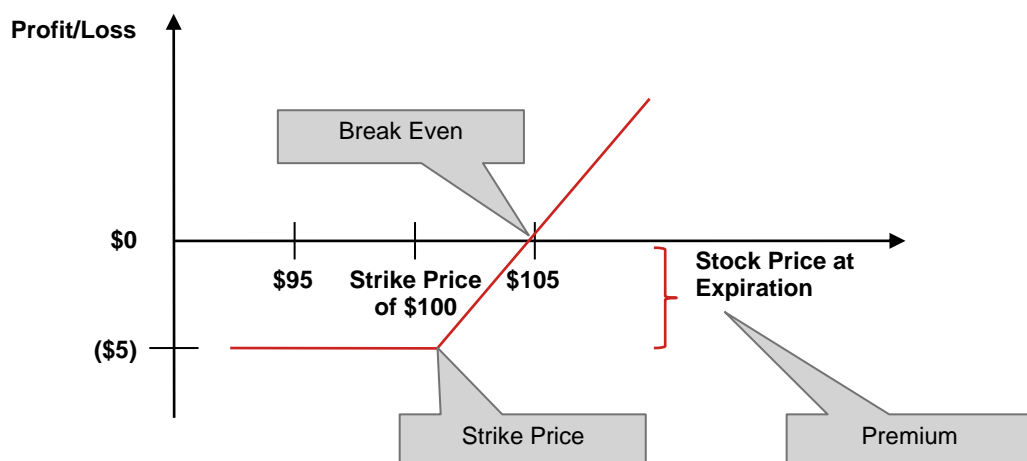 Profit/Loss
Break Even
$0
$95
Strike Price
of $100
$105
Stock Price at
Expiration
($5)
Strike Price
Premium